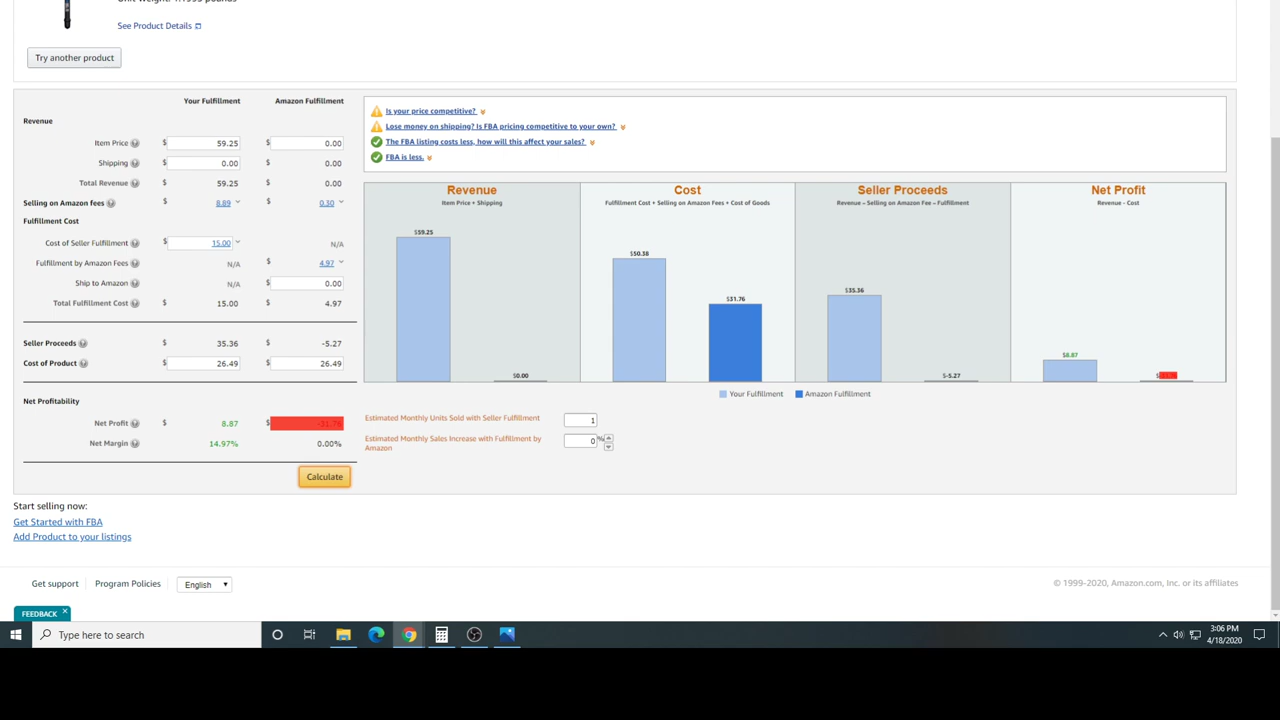 See Product Details
Try another product
Your Fulfillment Amazon Fulfillment
Revenue
Item Price $ 59.25 $ 0.00
Shipping $ 0.00 $ 0.00
Total Revenue $ 59.25 $ 0.00
Selling on Amazon fees $ 8.89 $ 0.30
Fulfillment Cost
Cost of Seller Fulfillment $ 15.00 N/A
Fulfillment by Amazon Fees N/A $ 4.97
Ship to Amazon N/A $ 0.00
Total Fulfillment Cost $ 15.00 $ 4.97
Seller Proceeds $ 35.36 $ -5.27
Cost of Product $ 26.49 $ 26.49
Net Profitability
Net Profit $ 8.87 $ -31.76
Net Margin 14.97% 0.00%
Calculate
Is your price competitive?
Lose money on shipping? Is FBA pricing competitive to your own?
The FBA listing costs less, how will this affect your sales?
FBA is less.
Revenue
Item Price + Shipping
$59.25
$0.00
Cost
Fulfillment Cost + Selling on Amazon Fees + Cost of Goods
$50.38
$31.76
Seller Proceeds
Revenue – Selling on Amazon Fee – Fulfillment
$35.36
$-5.27
Net Profit
Revenue - Cost
$8.87
Your Fulfillment Amazon Fulfillment
Estimated Monthly Units Sold with Seller Fulfillment 1
Estimated Monthly Sales Increase with Fulfillment by 0 %
Amazon
Start selling now:
Get Started with FBA
Add Product to your listings
Get support Program Policies English
© 1999-2020, Amazon.com, Inc. or its affiliates
FEEDBACK
Type here to search
3:06 PM
4/18/2020